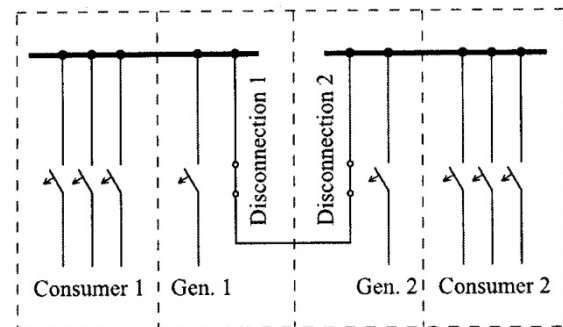 Disconnection 1
Disconnection 2
Consumer 1
Gen. 1
Gen. 2
Consumer 2